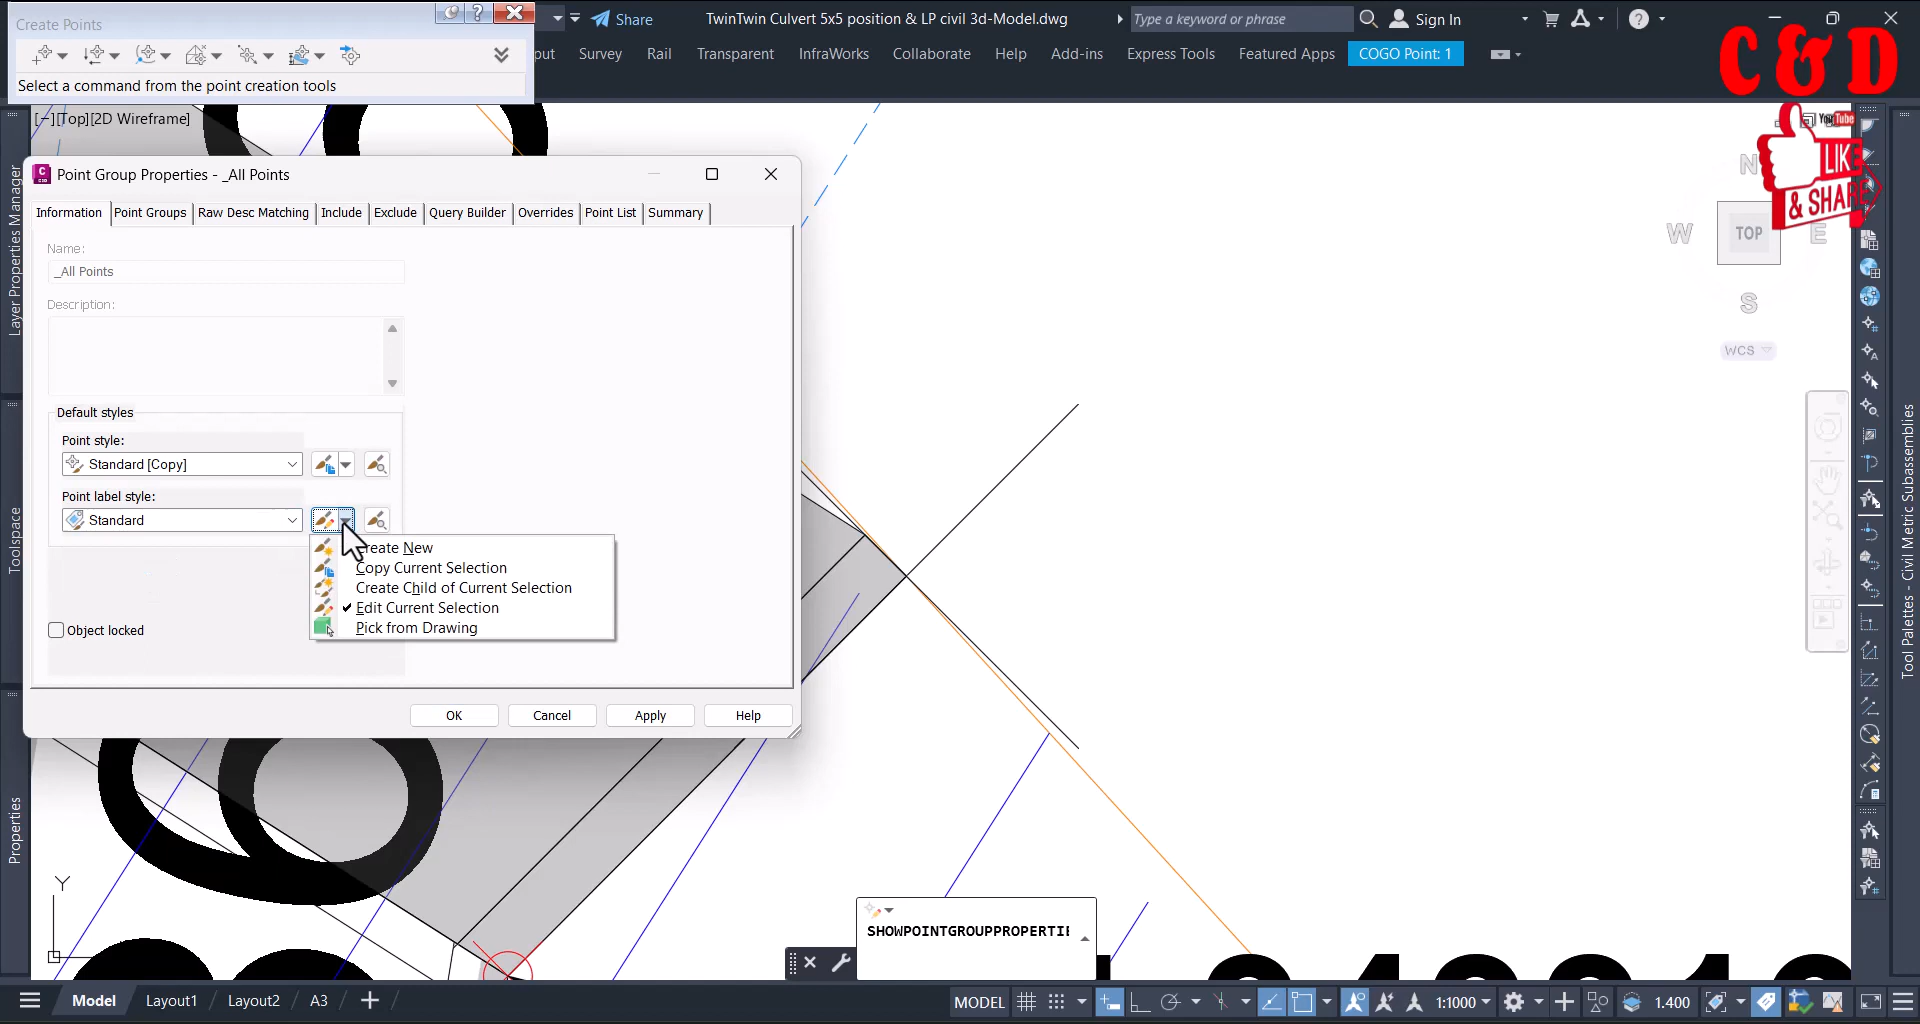 Create Points
Share
TwinTwin Culvert 5x5 position & LP civil 3d-Model.dwg
Type a keyword or phrase
Sign In
Select a command from the point creation tools
put
Survey
Rail
Transparent
InfraWorks
Collaborate
Help
Add-ins
Express Tools
Featured Apps
COGO Point: 1
C & D
YouTube
LIKE
& SHARE
[−][Top][2D Wireframe]
Layer Properties Manager
Toolspace
Properties
Point Group Properties - _All Points
Information
Point Groups
Raw Desc Matching
Include
Exclude
Query Builder
Overrides
Point List
Summary
Name:
_All Points
Description:
Default styles
Point style:
Standard [Copy]
Point label style:
Standard
Create New
Copy Current Selection
Create Child of Current Selection
Edit Current Selection
Pick from Drawing
Object locked
OK
Cancel
Apply
Help
N
W
TOP
E
S
WCS
Tool Palettes - Civil Metric Subassemblies
Y
SHOWPOINTGROUPPROPERTIE
Model
Layout1
Layout2
A3
MODEL
1:1000
1.400